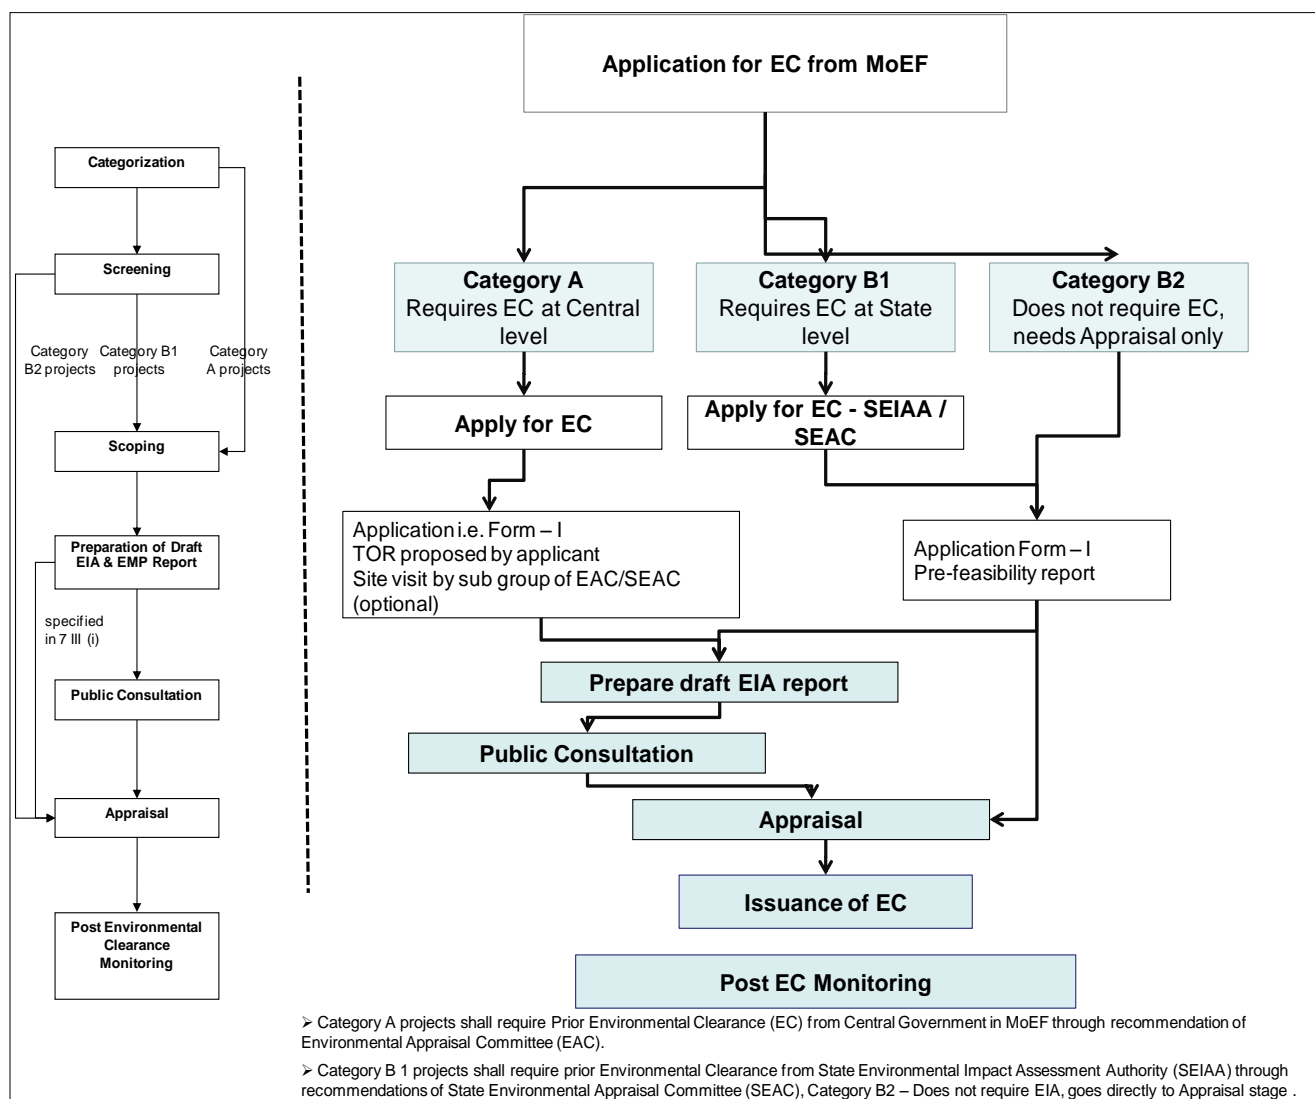 Application for EC from MoEF
Categorization
Screening
Category
B2 projects
Category B1
projects
Category
A projects
Scoping
Preparation of Draft
EIA & EMP Report
specified
in 7 III (i)
Public Consultation
Appraisal
Post Environmental
Clearance
Monitoring
Category A
Requires EC at Central
level
Category B1
Requires EC at State
level
Category B2
Does not require EC,
needs Appraisal only
Apply for EC
Apply for EC - SEIAA /
SEAC
Application i.e. Form – I
TOR proposed by applicant
Site visit by sub group of EAC/SEAC
(optional)
Application Form – I
Pre-feasibility report
Prepare draft EIA report
Public Consultation
Appraisal
Issuance of EC
Post EC Monitoring
➢ Category A projects shall require Prior Environmental Clearance (EC) from Central Government in MoEF through recommendation of
Environmental Appraisal Committee (EAC).
➢ Category B 1 projects shall require prior Environmental Clearance from State Environmental Impact Assessment Authority (SEIAA) through
recommendations of State Environmental Appraisal Committee (SEAC), Category B2 – Does not require EIA, goes directly to Appraisal stage .